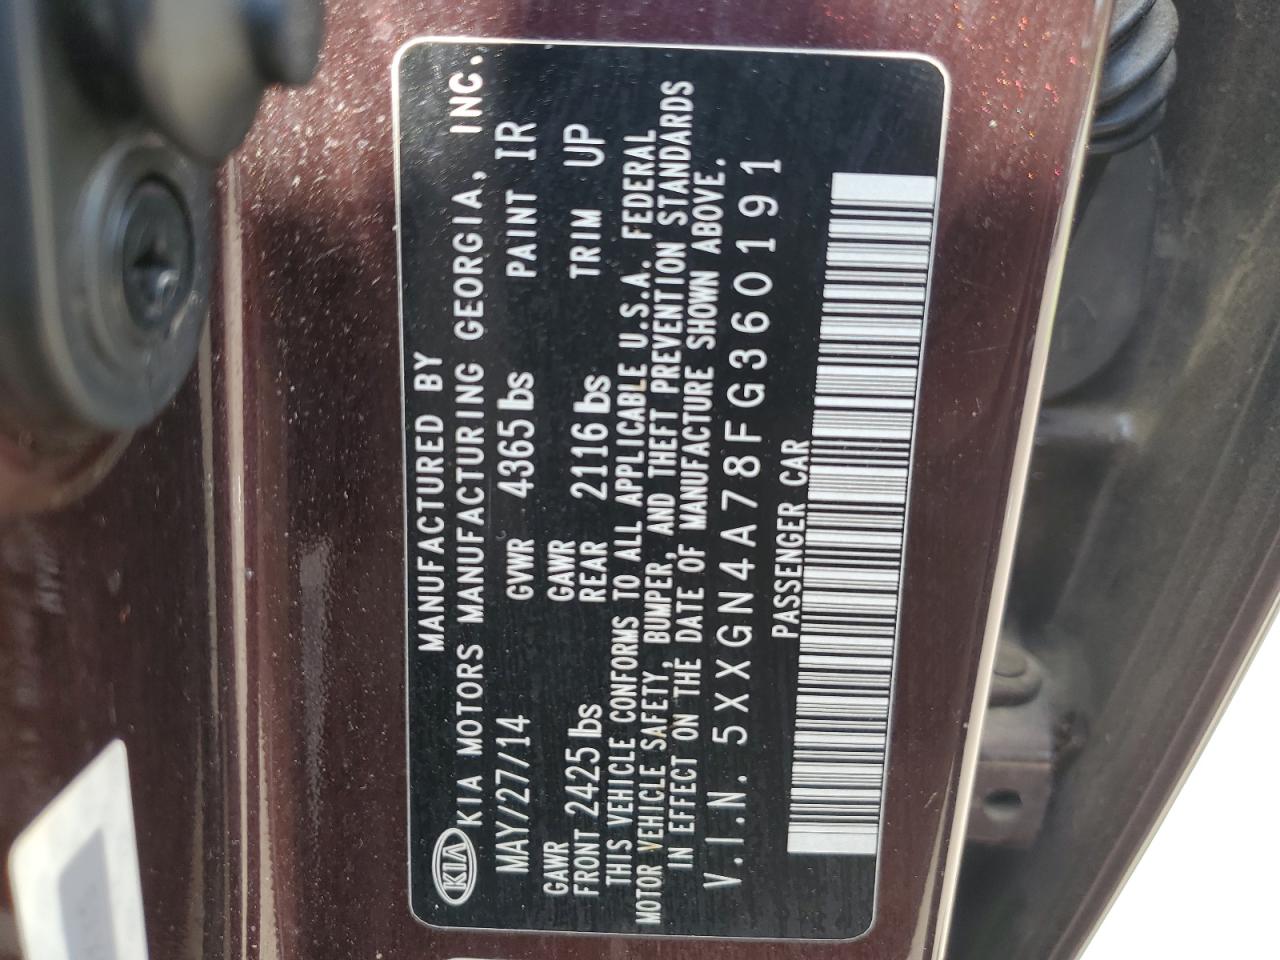 MANUFACTURED BY
KIA KIA MOTORS MANUFACTURING GEORGIA, INC.
MAY/27/14 GVWR 4365 lbs PAINT IR
GAWR FRONT 2425 lbs GAWR REAR 2116 lbs TRIM UP
THIS VEHICLE CONFORMS TO ALL APPLICABLE U.S.A. FEDERAL
MOTOR VEHICLE SAFETY, BUMPER, AND THEFT PREVENTION STANDARDS
IN EFFECT ON THE DATE OF MANUFACTURE SHOWN ABOVE.
V.I.N. 5XXGN4A78FG360191
PASSENGER CAR